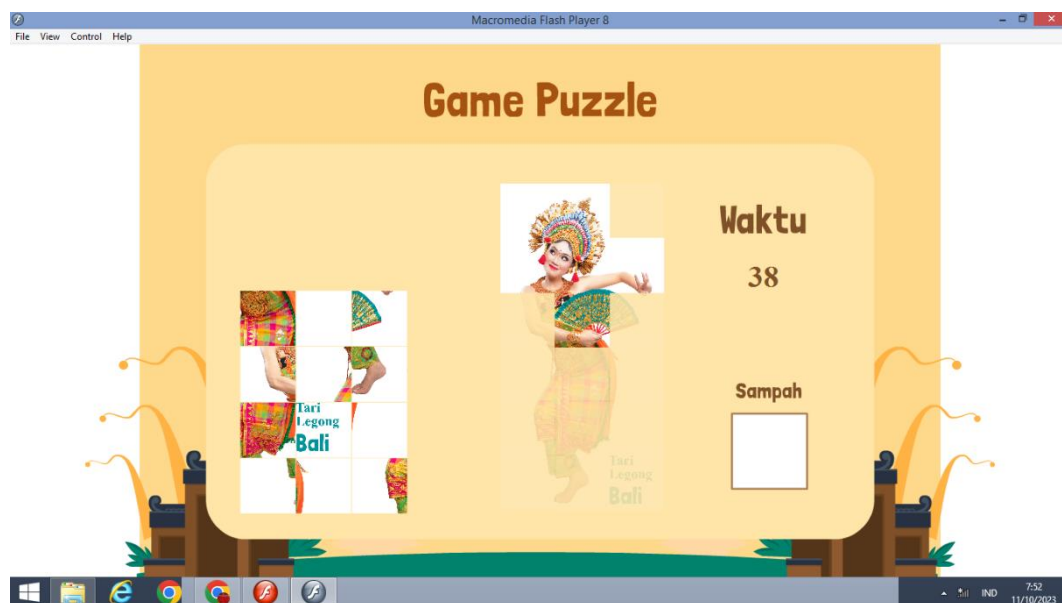 Macromedia Flash Player 8
File View Control Help
Game Puzzle
Waktu
38
Tari
Legong
Bali
Sampah
Tari
Legong
Bali
IND
7:52
11/10/2023